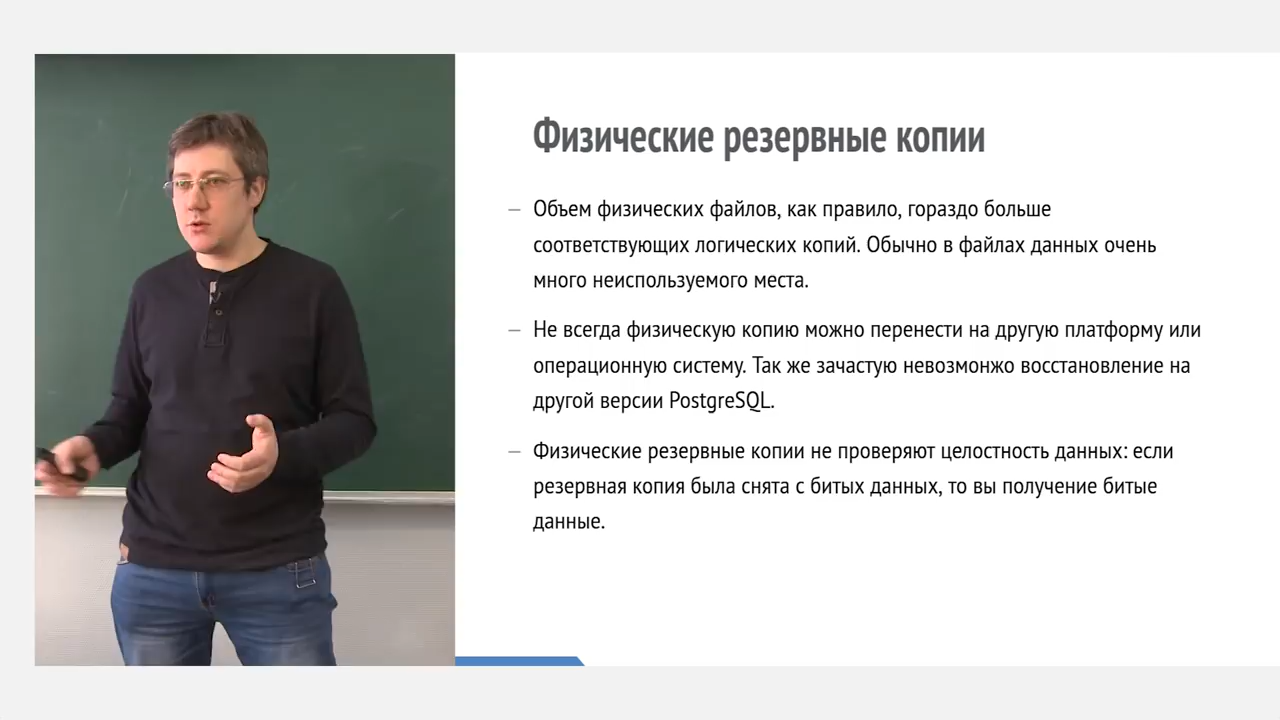 Физические резервные копии
– Объем физических файлов, как правило, гораздо больше
соответствующих логических копий. Обычно в файлах данных очень
много неиспользуемого места.
– Не всегда физическую копию можно перенести на другую платформу или
операционную систему. Так же зачастую невозмонжо восстановление на
другой версии PostgreSQL.
– Физические резервные копии не проверяют целостность данных: если
резервная копия была снята с битых данных, то вы получение битые
данные.